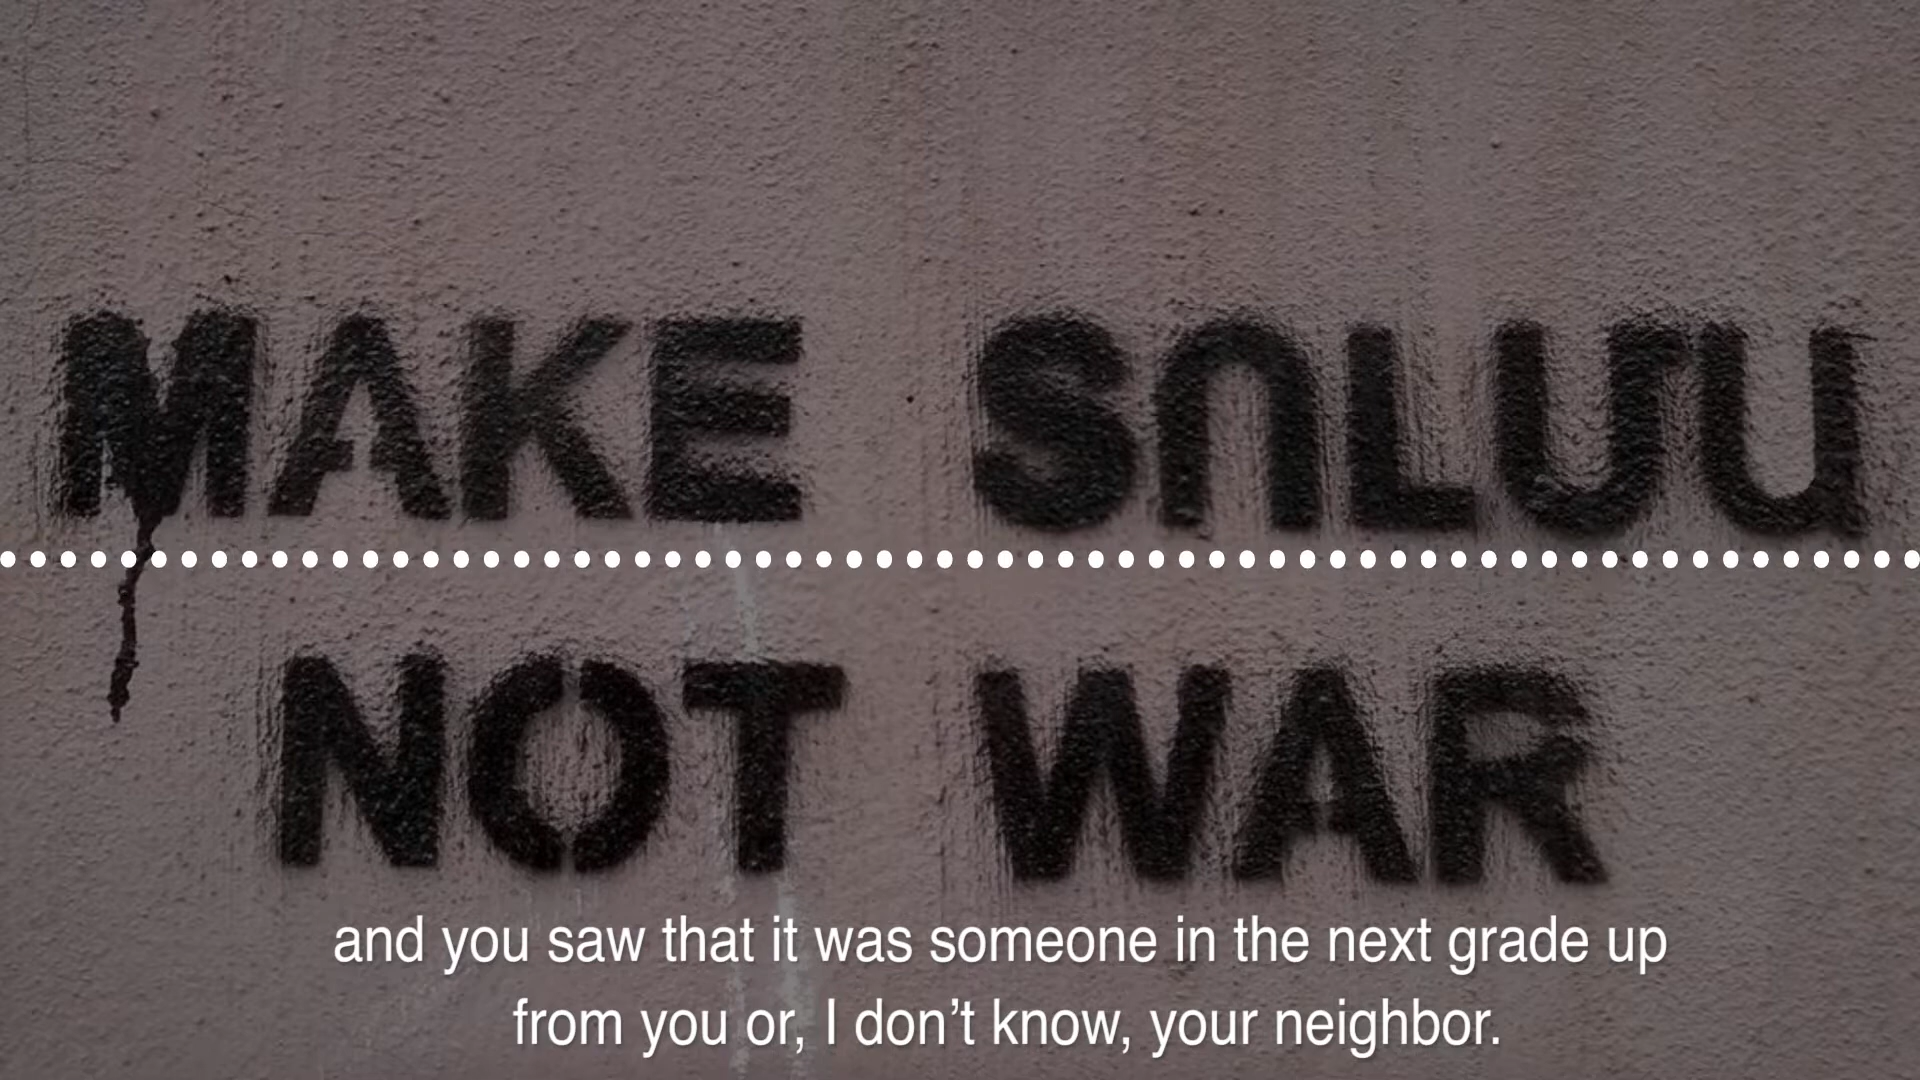 MAKE SՈLUU
NOT WAR
and you saw that it was someone in the next grade up
from you or, I don’t know, your neighbor.